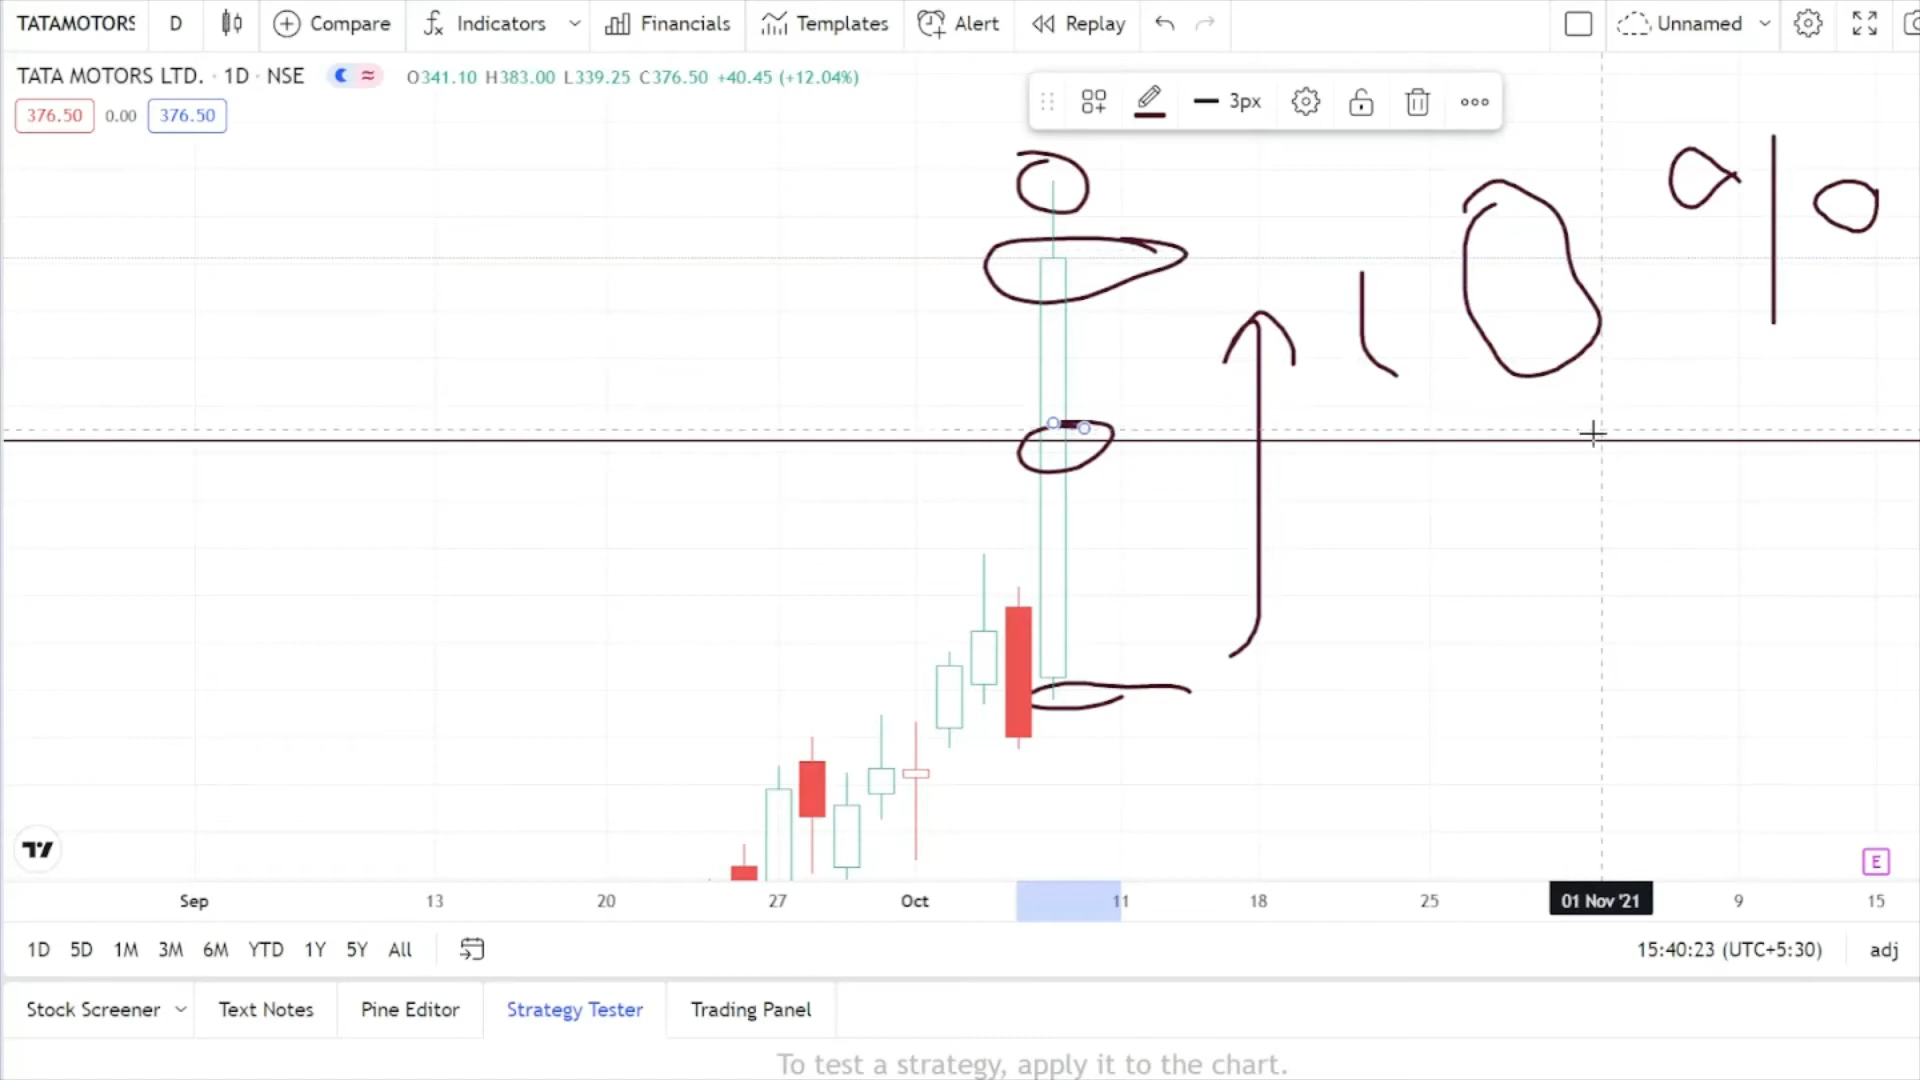 TATAMOTORS D Compare Indicators Financials Templates Alert Replay Unnamed
TATA MOTORS LTD. · 1D · NSE O341.10 H383.00 L339.25 C376.50 +40.45 (+12.04%)
3px
376.50 0.00 376.50
E
Sep 13 20 27 Oct 11 18 25 01 Nov '21 9 15
1D 5D 1M 3M 6M YTD 1Y 5Y All 15:40:23 (UTC+5:30) adj
Stock Screener Text Notes Pine Editor Strategy Tester Trading Panel
To test a strategy, apply it to the chart.